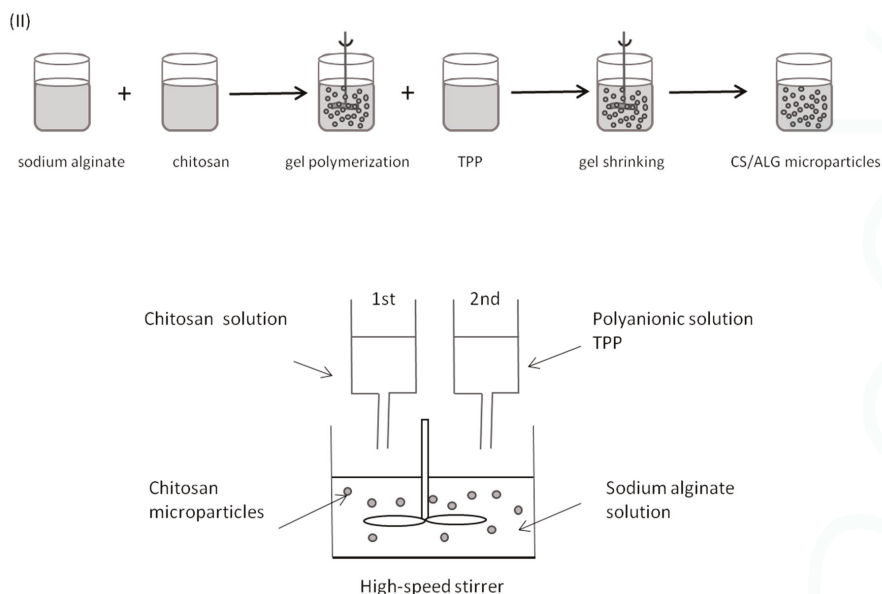 (II)
+
+
sodium alginate
chitosan
gel polymerization
TPP
gel shrinking
CS/ALG microparticles
1st
2nd
Chitosan solution
Polyanionic solution
TPP
Chitosan
microparticles
Sodium alginate
solution
High-speed stirrer